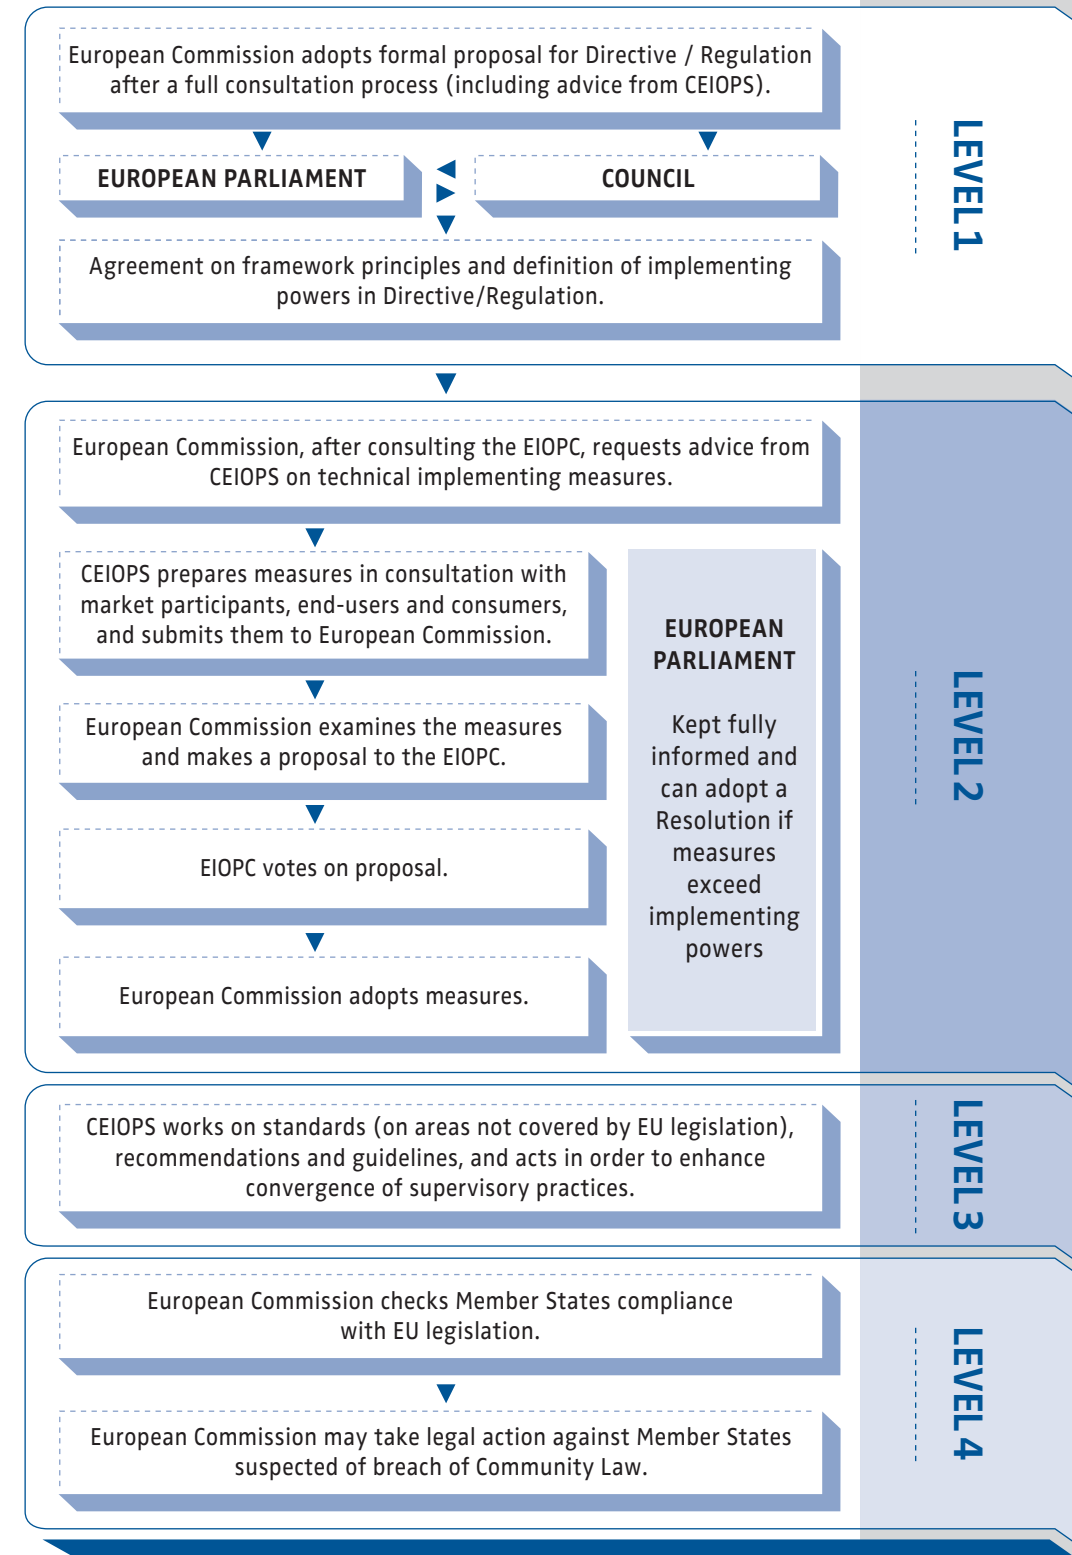 European Commission adopts formal proposal for Directive / Regulation
after a full consultation process (including advice from CEIOPS).
EUROPEAN PARLIAMENT
COUNCIL
Agreement on framework principles and definition of implementing
powers in Directive/Regulation.
LEVEL 1
European Commission, after consulting the EIOPC, requests advice from
CEIOPS on technical implementing measures.
CEIOPS prepares measures in consultation with
market participants, end-users and consumers,
and submits them to European Commission.
European Commission examines the measures
and makes a proposal to the EIOPC.
EIOPC votes on proposal.
European Commission adopts measures.
EUROPEAN
PARLIAMENT
Kept fully
informed and
can adopt a
Resolution if
measures
exceed
implementing
powers
LEVEL 2
CEIOPS works on standards (on areas not covered by EU legislation),
recommendations and guidelines, and acts in order to enhance
convergence of supervisory practices.
LEVEL 3
European Commission checks Member States compliance
with EU legislation.
European Commission may take legal action against Member States
suspected of breach of Community Law.
LEVEL 4